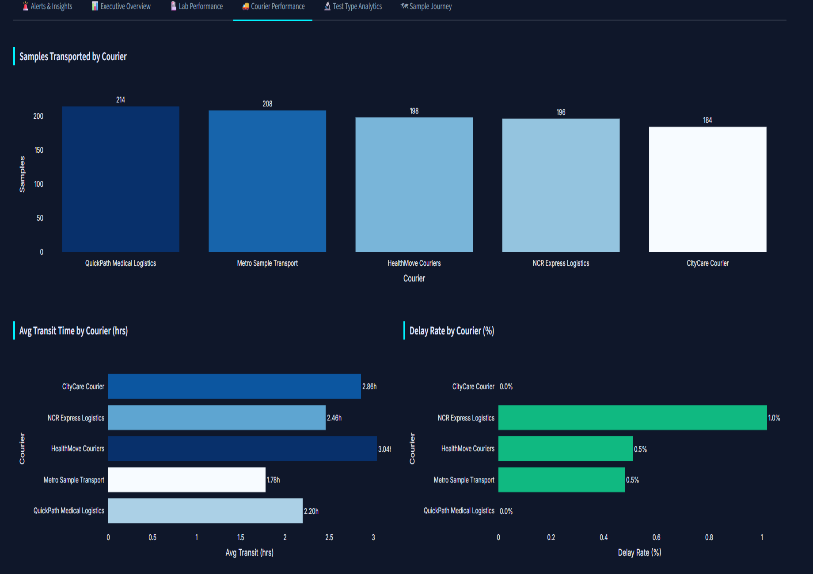 Alerts & Insights
Executive Overview
Lab Performance
Courier Performance
Test Type Analytics
Sample Journey
Samples Transported by Courier
214
208
198
196
184
200
150
100
50
0
Samples
QuickPath Medical Logistics
Metro Sample Transport
HealthMove Couriers
NCR Express Logistics
CityCare Courier
Courier
Avg Transit Time by Courier (hrs)
CityCare Courier
2.86h
NCR Express Logistics
2.46h
HealthMove Couriers
3.04h
Metro Sample Transport
1.78h
QuickPath Medical Logistics
2.20h
Courier
0
0.5
1
1.5
2
2.5
3
Avg Transit (hrs)
Delay Rate by Courier (%)
CityCare Courier
0.0%
NCR Express Logistics
1.0%
HealthMove Couriers
0.5%
Metro Sample Transport
0.5%
QuickPath Medical Logistics
0.0%
Courier
0
0.2
0.4
0.6
0.8
1
Delay Rate (%)